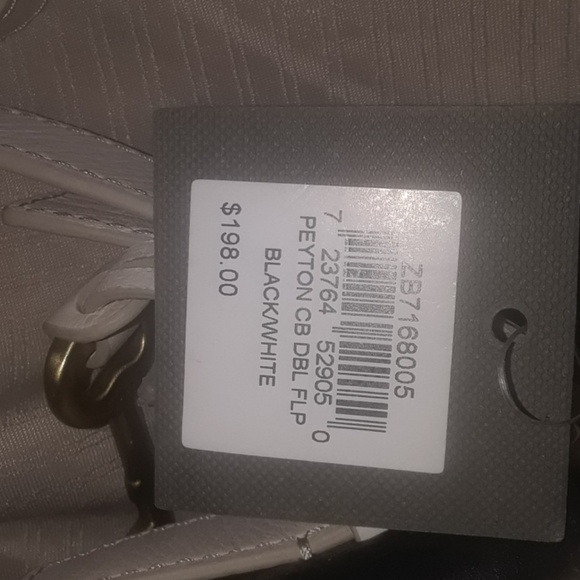 ZB7168005
7 23764 52905 0
PEYTON CB DBL FLP
BLACK/WHITE
$198.00